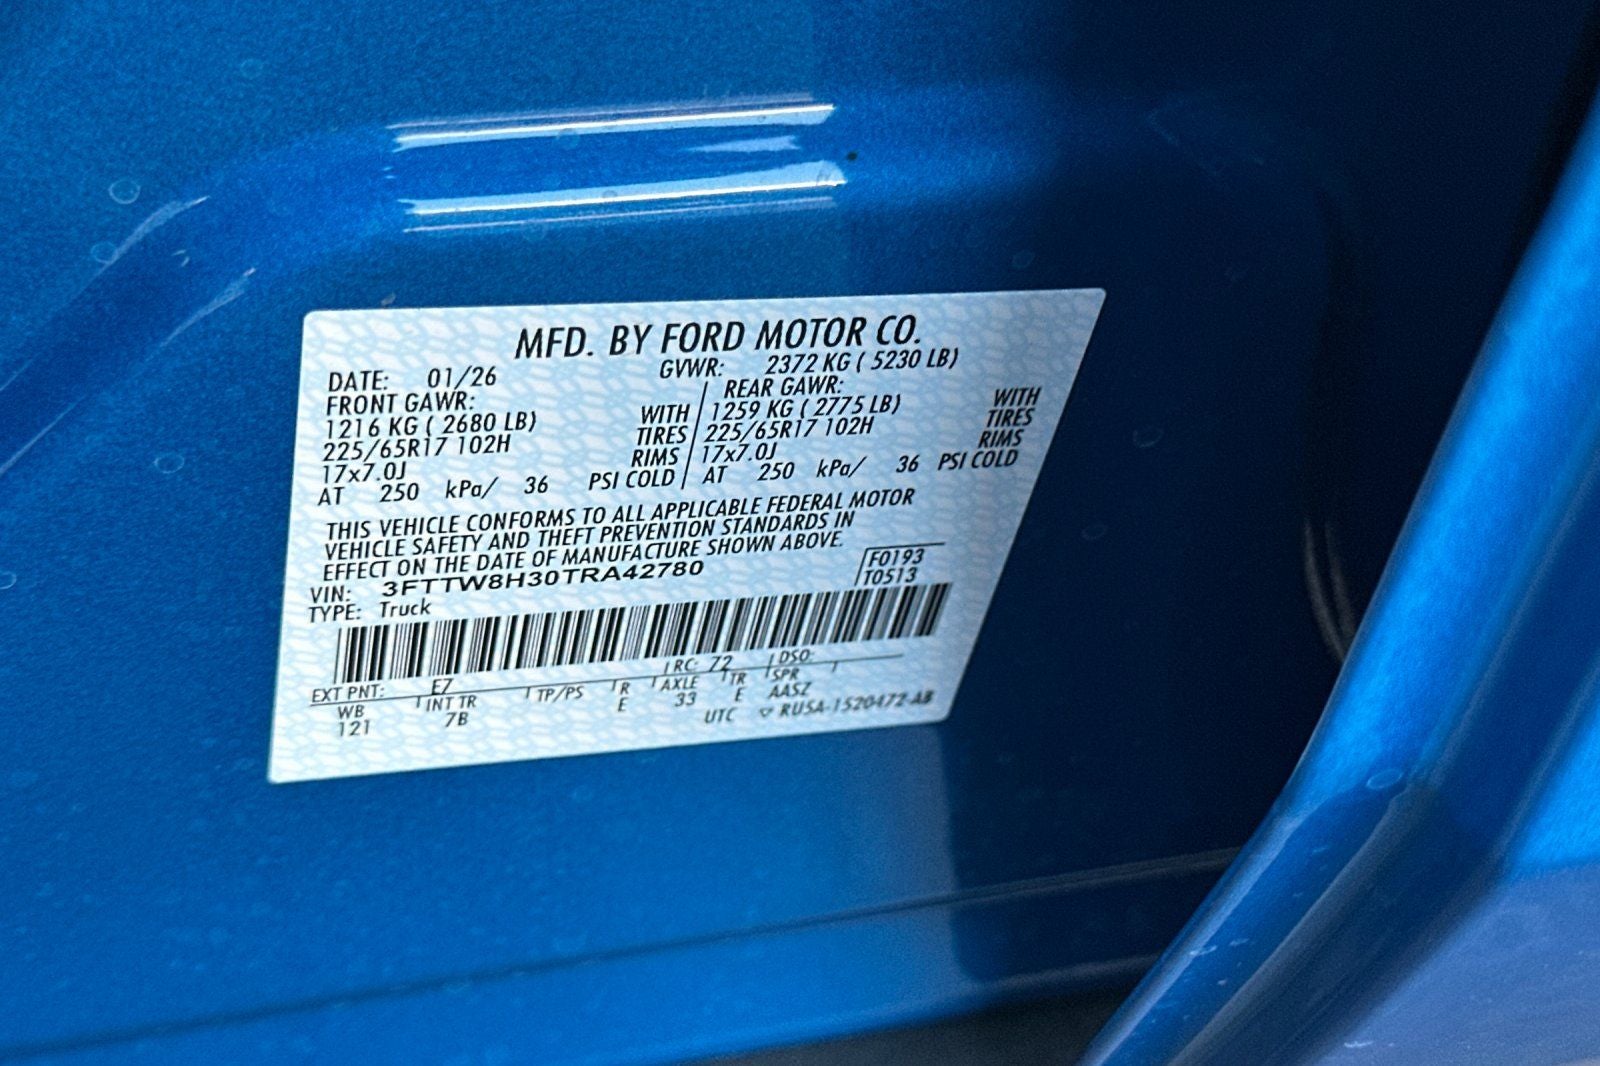 MFD. BY FORD MOTOR CO.
DATE: 01/26 GVWR: 2372 KG ( 5230 LB)
FRONT GAWR: REAR GAWR:
1216 KG ( 2680 LB) WITH / 1259 KG ( 2775 LB) WITH
225/65R17 102H TIRES 225/65R17 102H TIRES
17x7.0J RIMS 17x7.0J RIMS
AT 250 kPa/ 36 PSI COLD / AT 250 kPa/ 36 PSI COLD
THIS VEHICLE CONFORMS TO ALL APPLICABLE FEDERAL MOTOR
VEHICLE SAFETY AND THEFT PREVENTION STANDARDS IN
EFFECT ON THE DATE OF MANUFACTURE SHOWN ABOVE.
VIN: 3FTTW8H30TRA42780 F0193
TYPE: Truck T0513
EXT PNT: E7 RC: 72 DSO:
WB INT TR TP/PS R AXLE TR SPR
121 7B E 33 E AASZ
UTC RUSA-1520472-AB